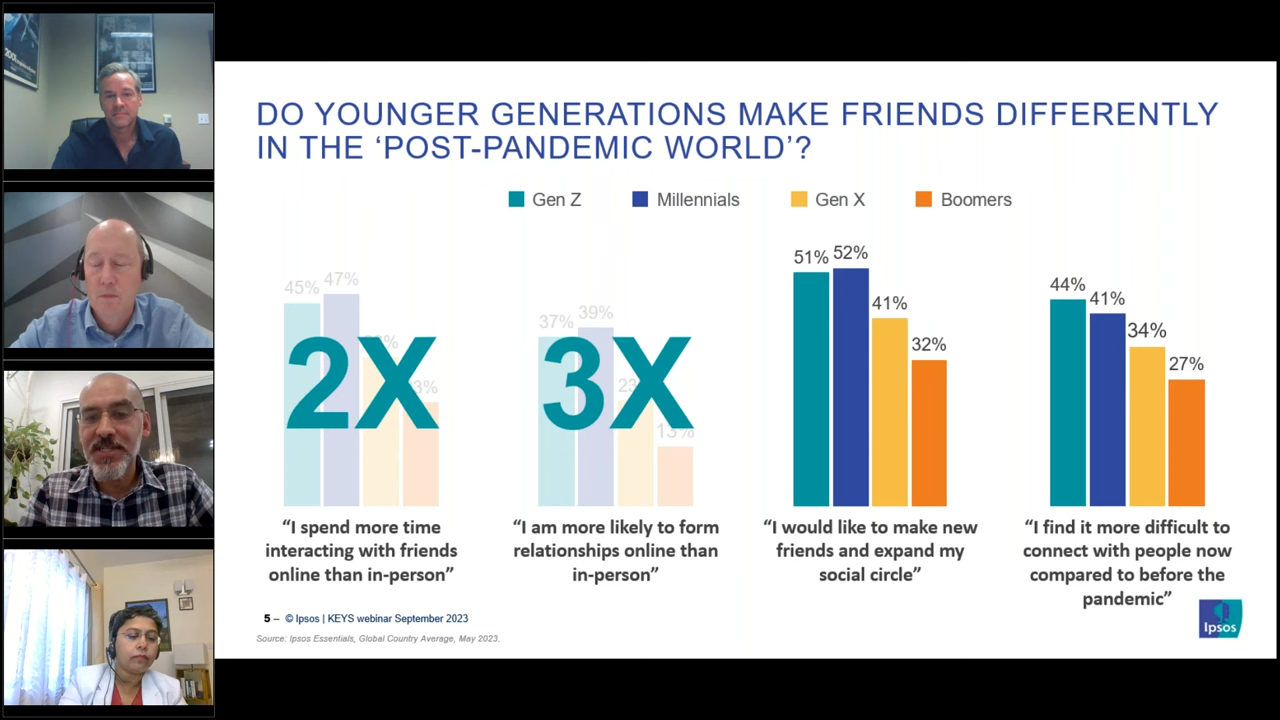 DO YOUNGER GENERATIONS MAKE FRIENDS DIFFERENTLY
IN THE ‘POST-PANDEMIC WORLD’?
Gen Z
Millennials
Gen X
Boomers
45%
47%
2X
37%
39%
13%
3X
51%
52%
41%
32%
44%
41%
34%
27%
“I spend more time
interacting with friends
online than in-person”
“I am more likely to form
relationships online than
in-person”
“I would like to make new
friends and expand my
social circle”
“I find it more difficult to
connect with people now
compared to before the
pandemic”
5 – © Ipsos | KEYS webinar September 2023
Source: Ipsos Essentials, Global Country Average, May 2023.
Ipsos